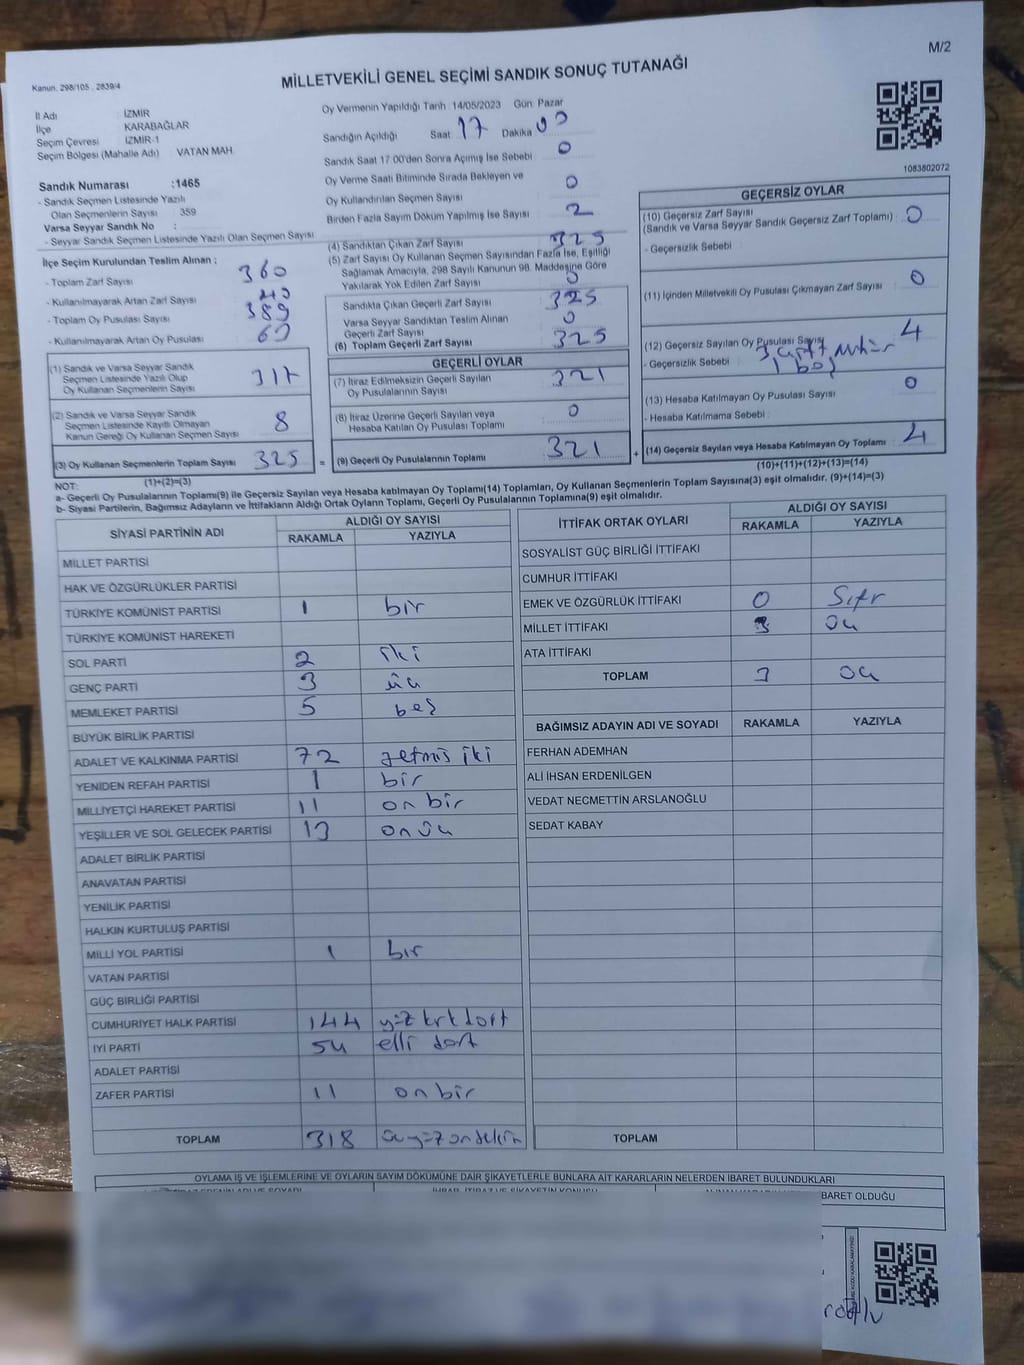 M/2
Kanun. 298/105 , 2839/4
MİLLETVEKİLİ GENEL SEÇİMİ SANDIK SONUÇ TUTANAĞI
İl Adı : İZMİR
İlçe : KARABAĞLAR
Seçim Çevresi : İZMİR-1
Seçim Bölgesi (Mahalle Adı) VATAN MAH.
Sandık Numarası :1465
- Sandık Seçmen Listesinde Yazılı
Olan Seçmenlerin Sayısı : 359
Varsa Seyyar Sandık No :
- Seyyar Sandık Seçmen Listesinde Yazılı Olan Seçmen Sayısı
Oy Vermenin Yapıldığı Tarih : 14/05/2023 Gün: Pazar
Sandığın Açıldığı Saat 17 Dakika 00
Sandık Saat 17:00'den Sonra Açmış İse Sebebi 0
Oy Verme Saati Bitiminde Sırada Bekleyen ve
Oy Kullandırılan Seçmen Sayısı 0
Birden Fazla Sayım Döküm Yapılmış İse Sayısı 2
1083802072
İlçe Seçim Kurulundan Teslim Alınan :
- Toplam Zarf Sayısı 360
- Kullanılmayarak Artan Zarf Sayısı
- Toplam Oy Pusulası Sayısı 389
- Kullanılmayarak Artan Oy Pusulası
(1) Sandık ve Varsa Seyyar Sandık
Seçmen Listesinde Yazılı Olup
Oy Kullanan Seçmenlerin Sayısı 317
(2) Sandık ve Varsa Seyyar Sandık
Seçmen Listesinde Kayıtlı Olmayan
Kanun Gereği Oy Kullanan Seçmen Sayısı 8
(3) Oy Kullanan Seçmenlerin Toplam Sayısı 325
(1)+(2)=(3)
(4) Sandıktan Çıkan Zarf Sayısı 325
(5) Zarf Sayısı Oy Kullanan Seçmen Sayısından Fazla İse, Eşitliği
Sağlamak Amacıyla, 298 Sayılı Kanunun 98. Maddesine Göre
Yakılarak Yok Edilen Zarf Sayısı 0
Sandıkta Çıkan Geçerli Zarf Sayısı 325
Varsa Seyyar Sandıktan Teslim Alınan
Geçerli Zarf Sayısı 0
(6) Toplam Geçerli Zarf Sayısı 325
GEÇERLİ OYLAR
(7) İtiraz Edilmeksizin Geçerli Sayılan
Oy Pusulalarının Sayısı 321
(8) İtiraz Üzerine Geçerli Sayılan veya
Hesaba Katılan Oy Pusulası Toplamı 0
= (9) Geçerli Oy Pusulalarının Toplamı 321 +
GEÇERSİZ OYLAR
(10) Geçersiz Zarf Sayısı
(Sandık ve Varsa Seyyar Sandık Geçersiz Zarf Toplamı) : 0
- Geçersizlik Sebebi :
(11) İçinden Milletvekili Oy Pusulası Çıkmayan Zarf Sayısı 0
(12) Geçersiz Sayılan Oy Pusulası Sayısı 4
- Geçersizlik Sebebi : 3 çift mühür
1 boş
(13) Hesaba Katılmayan Oy Pusulası Sayısı 0
- Hesaba Katılmama Sebebi :
(14) Geçersiz Sayılan veya Hesaba Katılmayan Oy Toplamı 4
(10)+(11)+(12)+(13)=(14)
NOT:
a- Geçerli Oy Pusulalarının Toplamı(9) ile Geçersiz Sayılan veya Hesaba katılmayan Oy Toplamı(14) Toplamları, Oy Kullanan Seçmenlerin Toplam Sayısına(3) eşit olmalıdır. (9)+(14)=(3)
b- Siyasi Partilerin, Bağımsız Adayların ve İttifakların Aldığı Ortak Oyların Toplamı, Geçerli Oy Pusulalarının Toplamına(9) eşit olmalıdır.
SİYASİ PARTİNİN ADI ALDIĞI OY SAYISI
RAKAMLA YAZIYLA
MİLLET PARTİSİ
HAK VE ÖZGÜRLÜKLER PARTİSİ
TÜRKİYE KOMÜNİST PARTİSİ 1 bir
TÜRKİYE KOMÜNİST HAREKETİ
SOL PARTİ 2 iki
GENÇ PARTİ 3 üç
MEMLEKET PARTİSİ 5 beş
BÜYÜK BİRLİK PARTİSİ
ADALET VE KALKINMA PARTİSİ 72 yetmiş iki
YENİDEN REFAH PARTİSİ 1 bir
MİLLİYETÇİ HAREKET PARTİSİ 11 on bir
YEŞİLLER VE SOL GELECEK PARTİSİ 13 on üç
ADALET BİRLİK PARTİSİ
ANAVATAN PARTİSİ
YENİLİK PARTİSİ
HALKIN KURTULUŞ PARTİSİ
MİLLİ YOL PARTİSİ 1 bir
VATAN PARTİSİ
GÜÇ BİRLİĞİ PARTİSİ
CUMHURİYET HALK PARTİSİ 144 yüz kırk dört
İYİ PARTİ 54 elli dört
ADALET PARTİSİ
ZAFER PARTİSİ 11 on bir
TOPLAM 318 üçyüz onsekiz
İTTİFAK ORTAK OYLARI ALDIĞI OY SAYISI
RAKAMLA YAZIYLA
SOSYALİST GÜÇ BİRLİĞİ İTTİFAKI
CUMHUR İTTİFAKI
EMEK VE ÖZGÜRLÜK İTTİFAKI 0 Sıfır
MİLLET İTTİFAKI 3 üç
ATA İTTİFAKI
TOPLAM 3 üç
BAĞIMSIZ ADAYIN ADI VE SOYADI RAKAMLA YAZIYLA
FERHAN ADEMHAN
ALİ İHSAN ERDENİLGEN
VEDAT NECMETTİN ARSLANOĞLU
SEDAT KABAY
TOPLAM
OYLAMA İŞ VE İŞLEMLERİNE VE OYLARIN SAYIM DÖKÜMÜNE DAİR ŞİKAYETLERLE BUNLARA AİT KARARLARIN NELERDEN İBARET BULUNDUKLARI
İHBAR, İTİRAZ VE ŞİKAYETİN KONUSU
BARET OLDUĞU